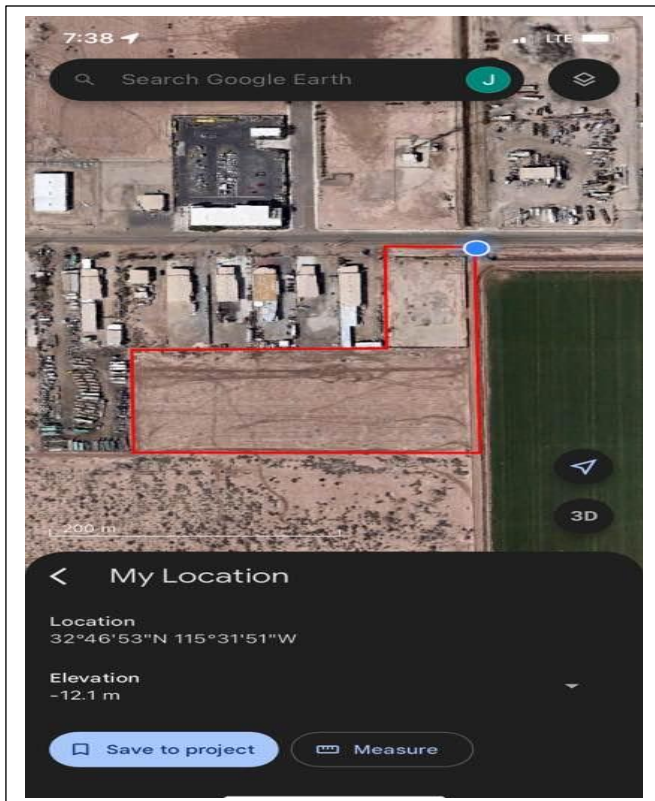 7:38
LTE
Search Google Earth
J
200 m
3D
My Location
Location
32°46'53"N 115°31'51"W
Elevation
-12.1 m
Save to project
Measure